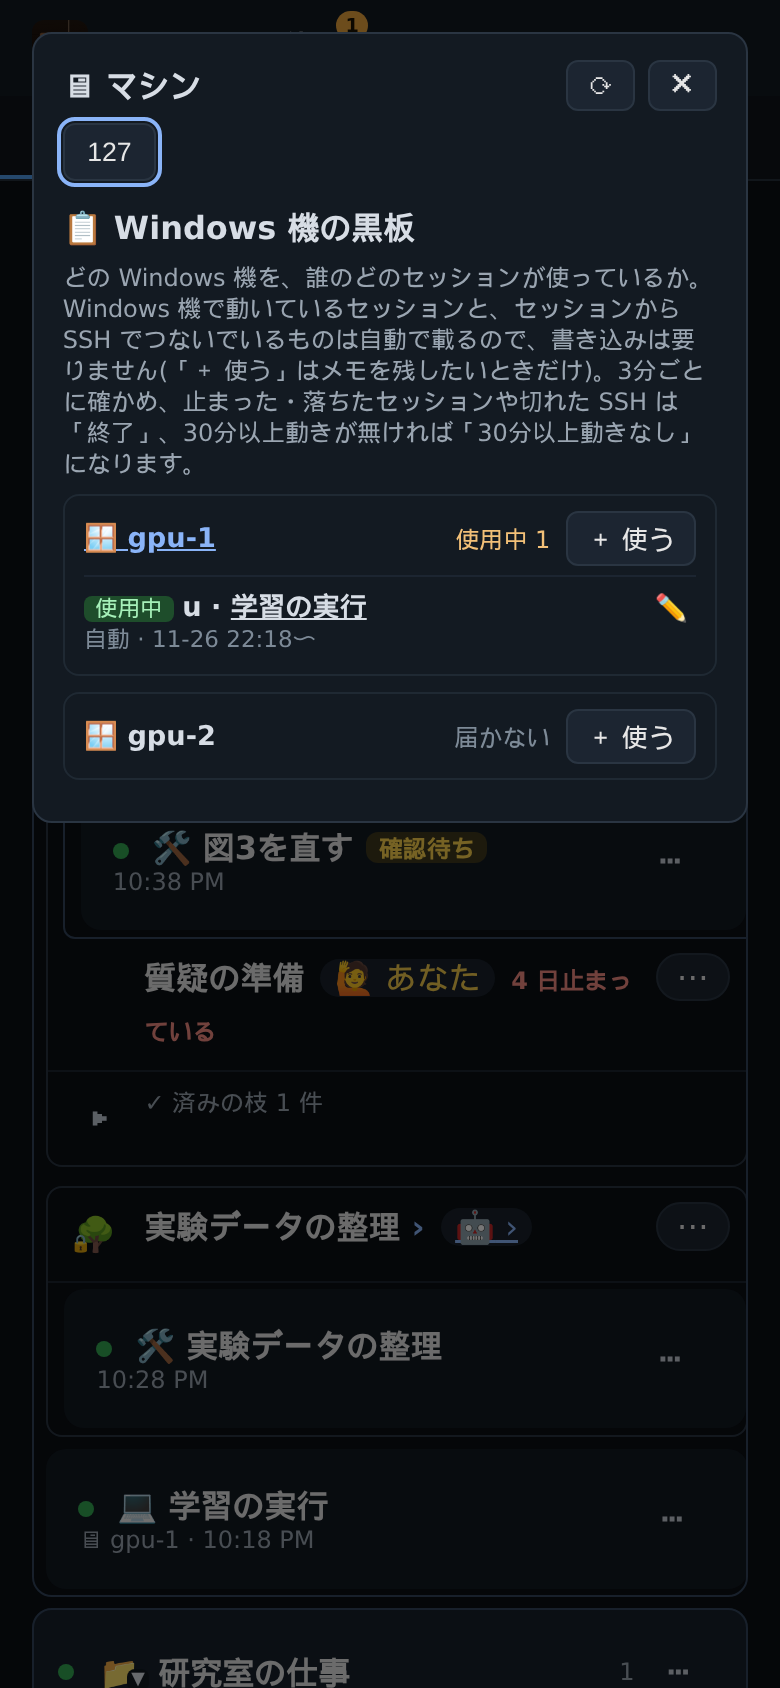 1
マシン
127
Windows 機の黒板
どの Windows 機を、誰のどのセッションが使っているか。
Windows 機で動いているセッションと、セッションから
SSH でつないでいるものは自動で載るので、書き込みは要
りません(「＋ 使う」はメモを残したいときだけ)。3分ごと
に確かめ、止まった・落ちたセッションや切れた SSH は
「終了」、30分以上動きが無ければ「30分以上動きなし」
になります。
gpu-1 使用中 1 ＋ 使う
使用中 u · 学習の実行
自動 · 11-26 22:18〜
gpu-2 届かない ＋ 使う
図3を直す 確認待ち …
10:38 PM
質疑の準備 あなた 4 日止まっ …
ている
✓ 済みの枝 1 件
実験データの整理 › › …
実験データの整理 …
10:28 PM
学習の実行 …
gpu-1 · 10:18 PM
研究室の仕事 1 …